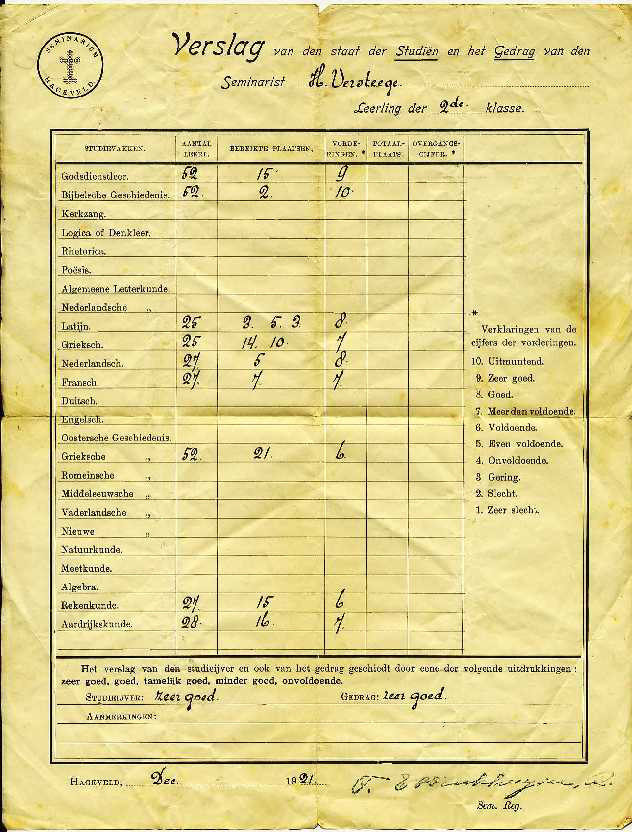 SEMINARIUM HAGEVELD
Verslag van den staat der Studiën en het Gedrag van den
Seminarist H. Versteege.
Leerling der 2de klasse.
STUDIEVAKKEN. AANTAL LEERL. BEREIKTE PLAATSEN. VORDE-RINGEN. * TOTAAL-PLAATS. OVERGANGS-CIJFER. *
Godsdienstleer. 52 15. 9
Bijbelsche Geschiedenis. 52. 2. 10.
Kerkzang.
Logica of Denkleer.
Rhetorica.
Poësis.
Algemeene Letterkunde.
Nederlandsche „
Latijn. 25 3. 5. 3. 8.
Grieksch. 25 14. 10. 7
Nederlandsch. 27 5 8.
Fransch. 27. 7. 7
Duitsch.
Engelsch.
Oostersche Geschiedenis.
Grieksche „ 52. 21. 6.
Romeinsche „
Middeleeuwsche „
Vaderlandsche „
Nieuwe „
Natuurkunde.
Meetkunde.
Algebra.
Rekenkunde. 27. 15 6
Aardrijkskunde. 28. 16. 7.
*
Verklaringen van de
cijfers der vorderingen.
10. Uitmuntend.
9. Zeer goed.
8. Goed.
7. Meer dan voldoende.
6. Voldoende.
5. Even voldoende.
4. Onvoldoende.
3 Gering.
2. Slecht.
1. Zeer slecht.
Het verslag van den studieijver en ook van het gedrag geschiedt door eene der volgende uitdrukkingen:
zeer goed, goed, tamelijk goed, minder goed, onvoldoende.
STUDIEIJVER: zeer goed. GEDRAG: zeer goed.
AANMERKINGEN:
HAGEVELD, Dec. 1921.
Sem. Reg.